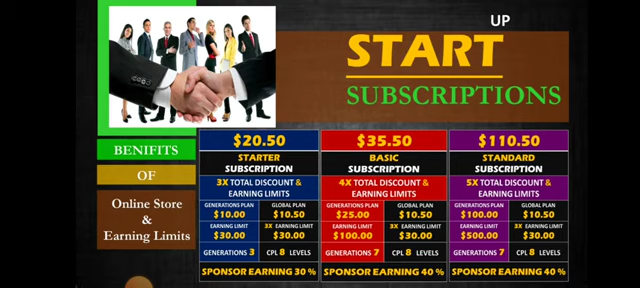 UP
START
SUBSCRIPTIONS
BENIFITS
OF
Online Store
&
Earning Limits
$20.50
STARTER
SUBSCRIPTION
3X TOTAL DISCOUNT &
EARNING LIMITS
GENERATIONS PLAN GLOBAL PLAN
$10.00 $10.50
EARNING LIMIT 3X EARNING LIMIT
$30.00 $30.00
GENERATIONS 3 CPL 8 LEVELS
SPONSOR EARNING 30 %
$35.50
BASIC
SUBSCRIPTION
4X TOTAL DISCOUNT &
EARNING LIMITS
GENERATIONS PLAN GLOBAL PLAN
$25.00 $10.50
EARNING LIMIT 3X EARNING LIMIT
$100.00 $30.00
GENERATIONS 7 CPL 8 LEVELS
SPONSOR EARNING 40 %
$110.50
STANDARD
SUBSCRIPTION
5X TOTAL DISCOUNT &
EARNING LIMITS
GENERATIONS PLAN GLOBAL PLAN
$100.00 $10.50
EARNING LIMIT 3X EARNING LIMIT
$500.00 $30.00
GENERATIONS 7 CPL 8 LEVELS
SPONSOR EARNING 40 %